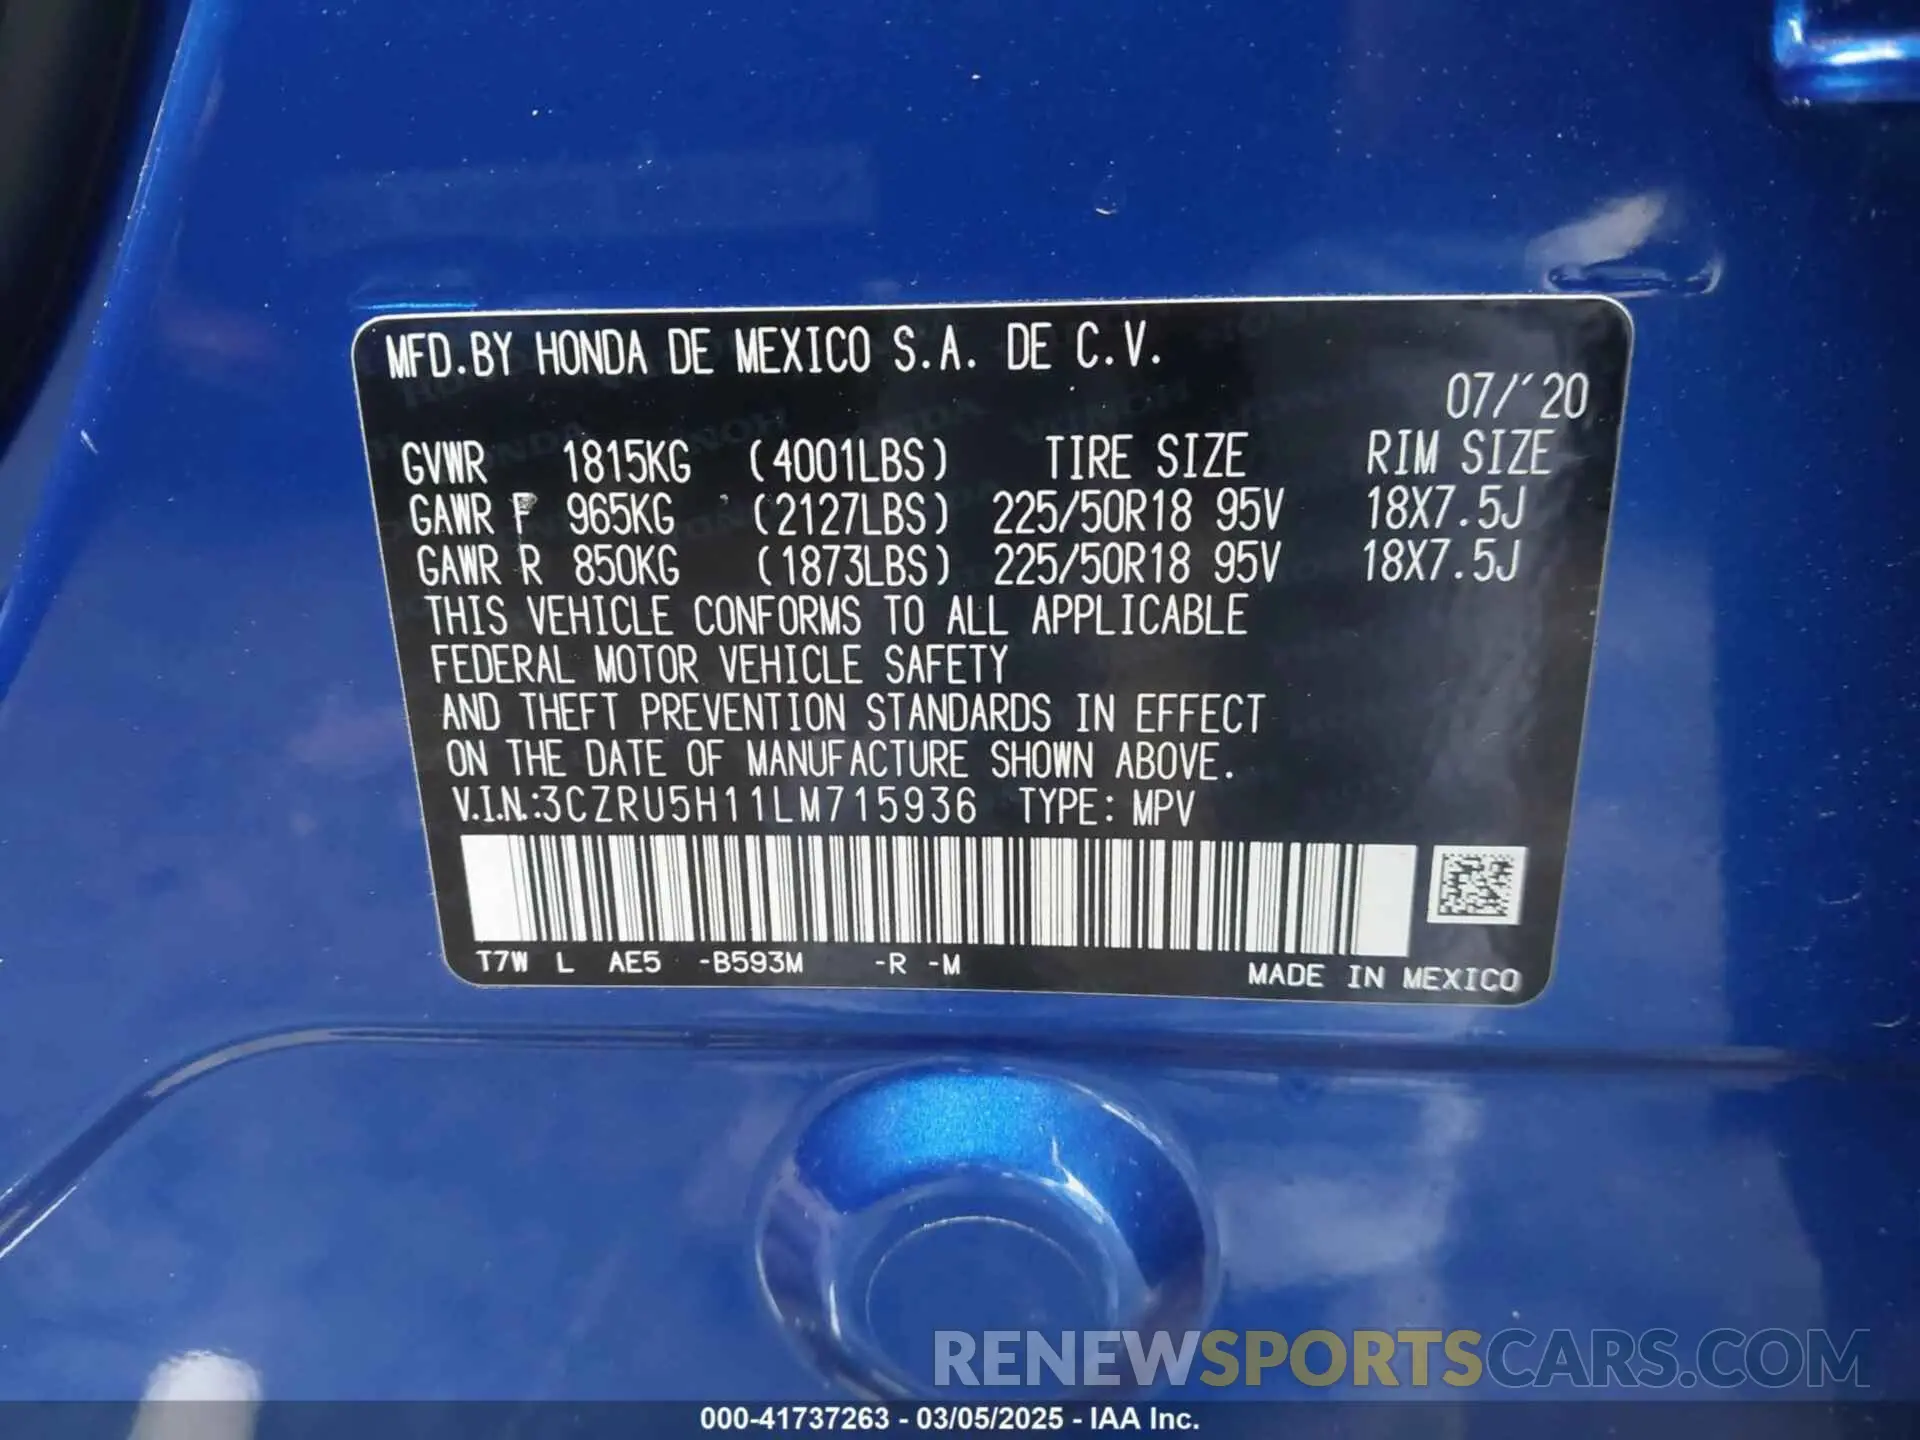 MFD.BY HONDA DE MEXICO S.A. DE C.V.
07/'20
GVWR 1815KG (4001LBS) TIRE SIZE RIM SIZE
GAWR F 965KG (2127LBS) 225/50R18 95V 18X7.5J
GAWR R 850KG (1873LBS) 225/50R18 95V 18X7.5J
THIS VEHICLE CONFORMS TO ALL APPLICABLE
FEDERAL MOTOR VEHICLE SAFETY
AND THEFT PREVENTION STANDARDS IN EFFECT
ON THE DATE OF MANUFACTURE SHOWN ABOVE.
V.I.N.:3CZRU5H11LM715936 TYPE: MPV
T7W L AE5 -B593M -R -M
MADE IN MEXICO
RENEWSPORTSCARS.COM
000-41737263 - 03/05/2025 - IAA Inc.